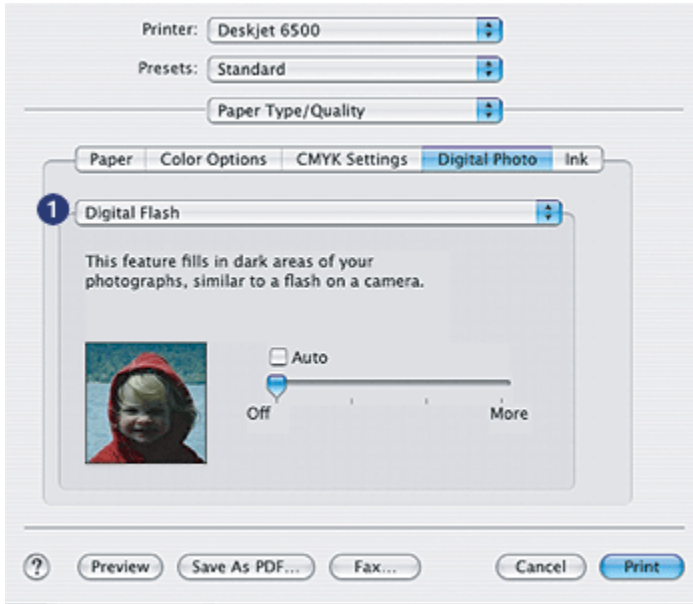 Printer: Deskjet 6500
Presets: Standard
Paper Type/Quality
Paper Color Options CMYK Settings Digital Photo Ink
1 Digital Flash
This feature fills in dark areas of your
photographs, similar to a flash on a camera.
Auto
Off More
? Preview Save As PDF... Fax... Cancel Print